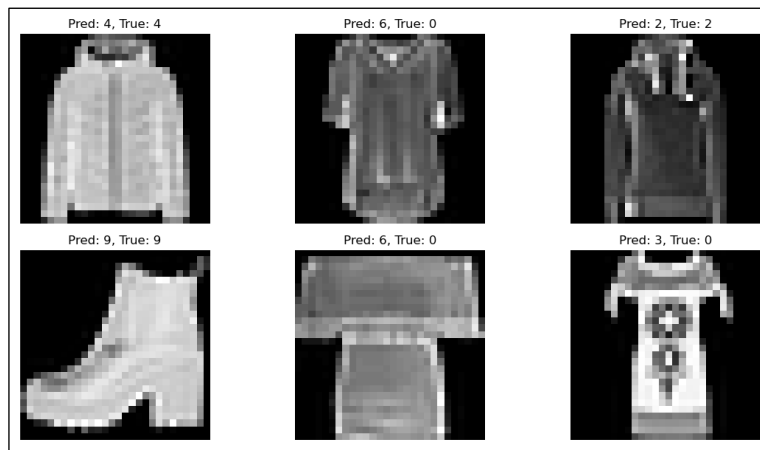 Pred: 4, True: 4
Pred: 6, True: 0
Pred: 2, True: 2
Pred: 9, True: 9
Pred: 6, True: 0
Pred: 3, True: 0